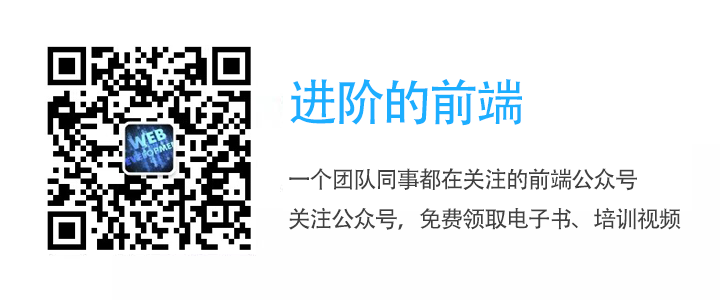 进阶的前端
一个团队同事都在关注的前端公众号
关注公众号，免费领取电子书、培训视频
WEB